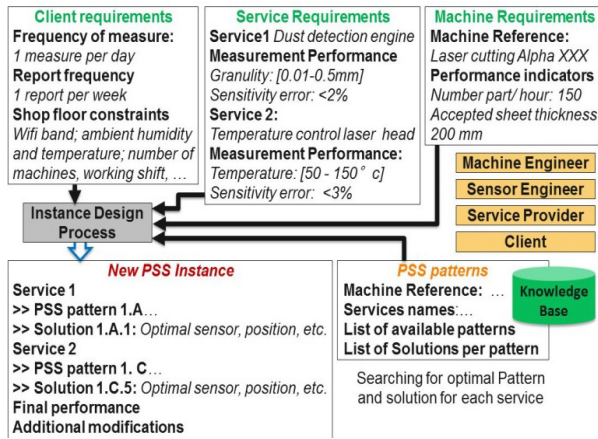 Client requirements
Frequency of measure:
1 measure per day
Report frequency
1 report per week
Shop floor constraints
Wifi band; ambient humidity
and temperature; number of
machines, working shift, …
Service Requirements
Service1 Dust detection engine
Measurement Performance
Granulity: [0.01-0.5mm]
Sensitivity error: <2%
Service 2:
Temperature control laser head
Measurement Performance:
Temperature: [50 - 150° c]
Sensitivity error: <3%
Machine Requirements
Machine Reference:
Laser cutting Alpha XXX
Performance indicators
Number part/ hour: 150
Accepted sheet thickness
200 mm
Machine Engineer
Sensor Engineer
Service Provider
Client
Instance Design
Process
New PSS Instance
Service 1
>> PSS pattern 1.A…
>> Solution 1.A.1: Optimal sensor, position, etc.
Service 2
>> PSS pattern 1. C…
>> Solution 1.C.5: Optimal sensor, position, etc.
Final performance
Additional modifications
PSS patterns
Machine Reference: …
Services names:…
List of available patterns
List of Solutions per pattern
Knowledge
Base
Searching for optimal Pattern
and solution for each service